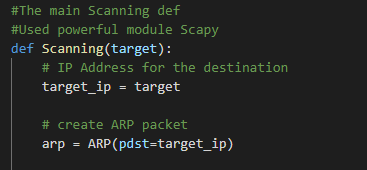 #The main Scanning def
#Used powerful module Scapy
def Scanning(target):
# IP Address for the destination
target_ip = target
# create ARP packet
arp = ARP(pdst=target_ip)